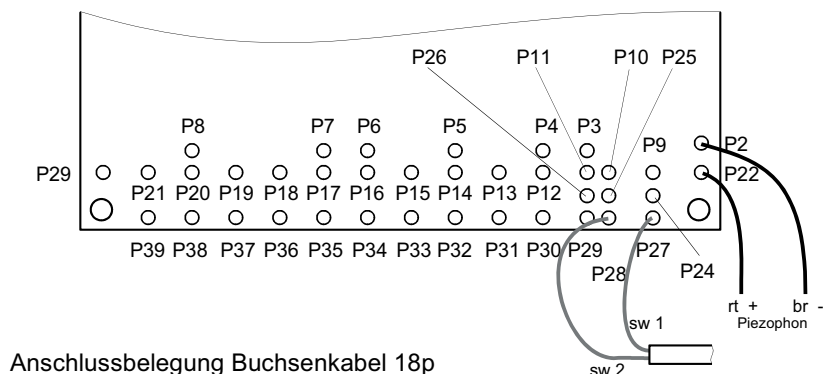 P26 P11 P10 P25
P8 P7 P6 P5 P4 P3 P9 P2
P29 P22
P21 P20 P19 P18 P17 P16 P15 P14 P13 P12
P39 P38 P37 P36 P35 P34 P33 P32 P31 P30 P29 P27
P28 P24
rt + br -
Piezophon
sw 1
sw 2
Anschlussbelegung Buchsenkabel 18p